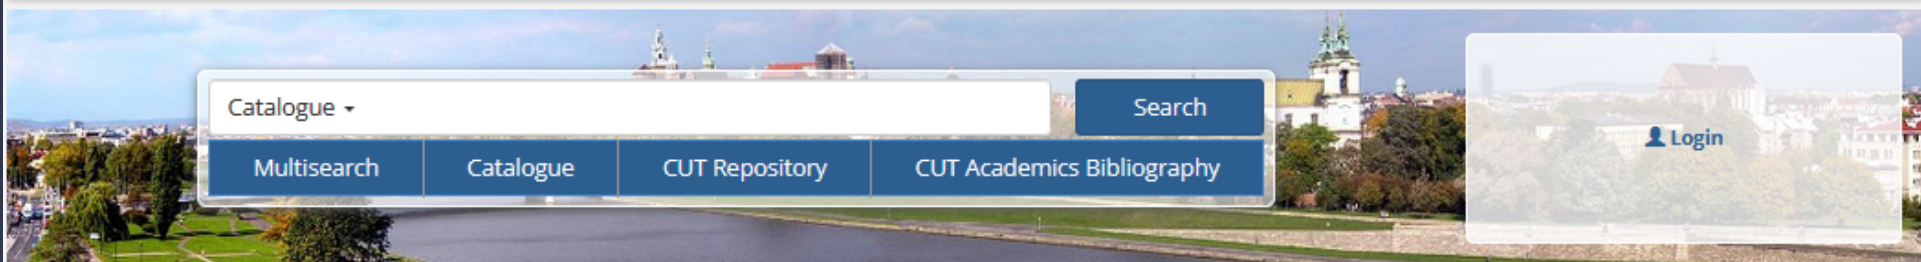 Catalogue
Search
Multisearch
Catalogue
CUT Repository
CUT Academics Bibliography
Login